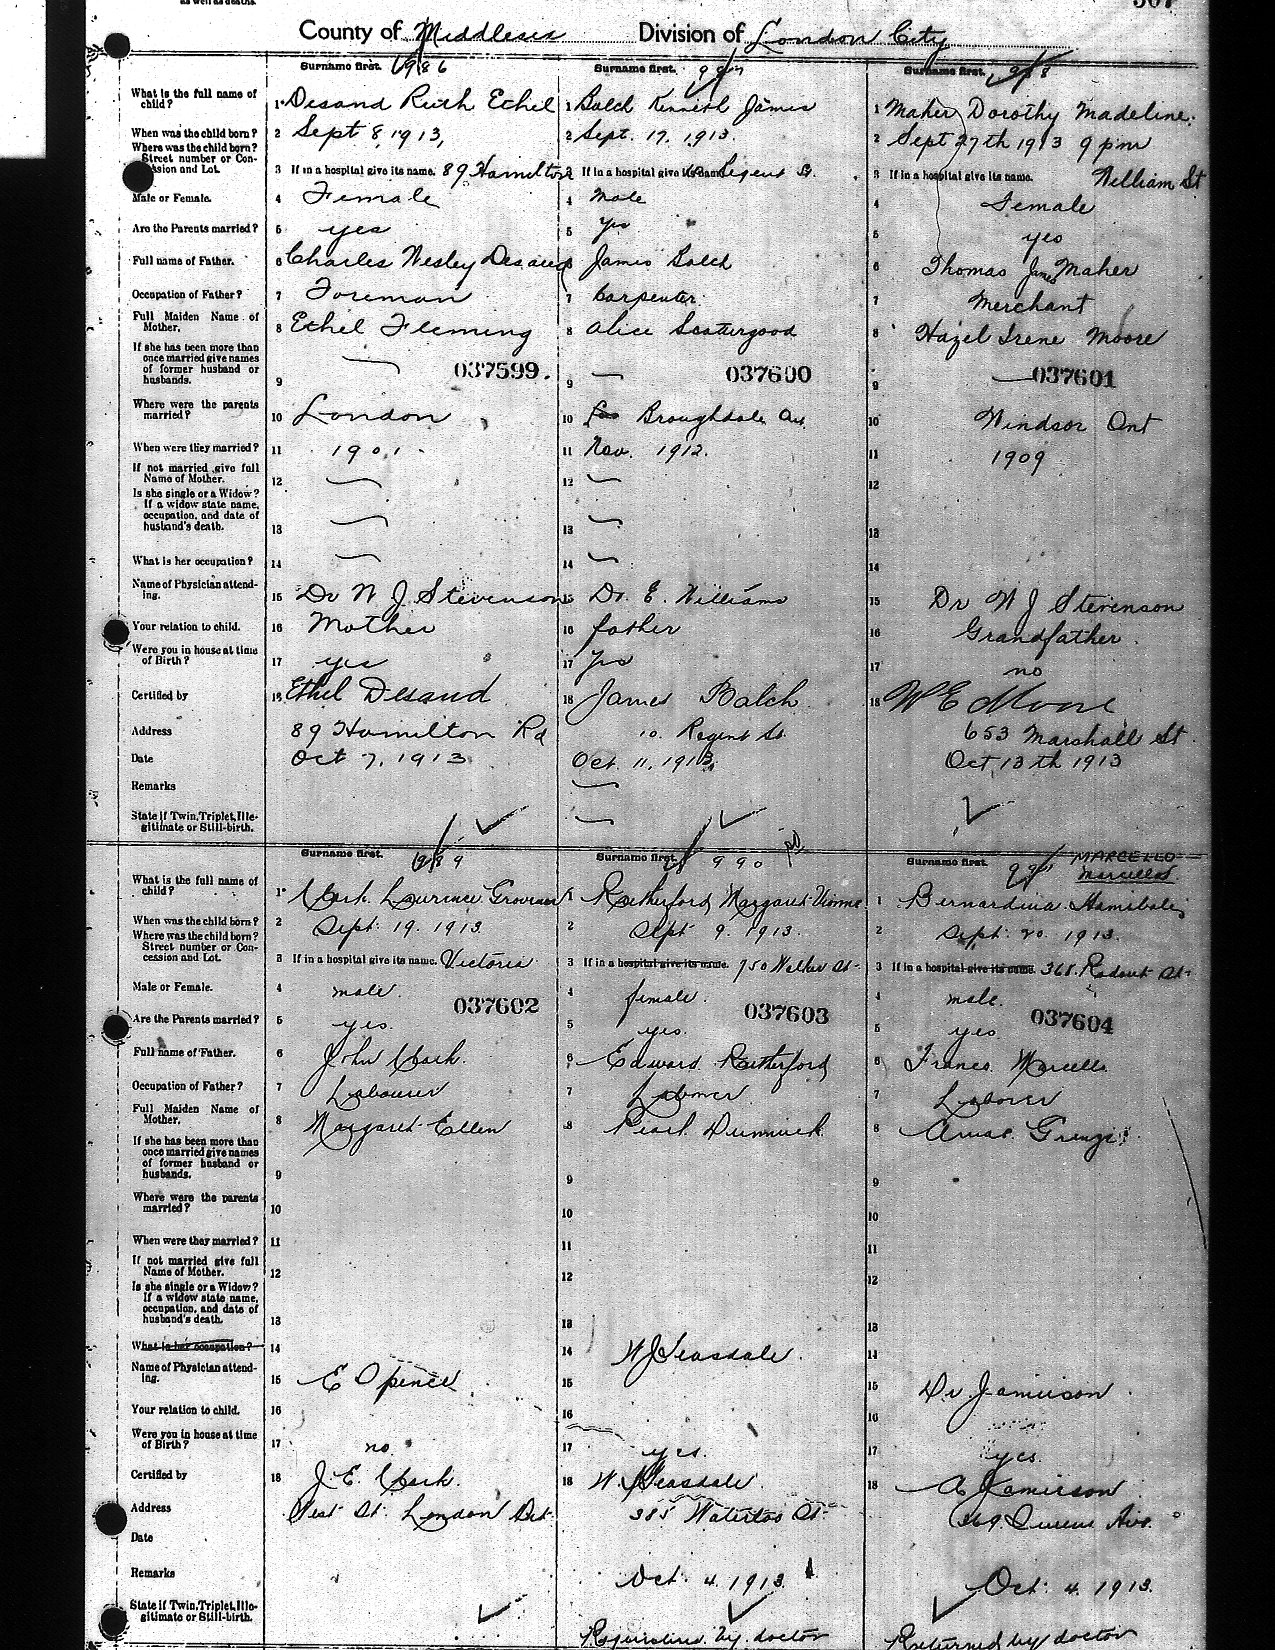 as well as deaths.
307
County of Middlesex Division of London City
Surname first. 986
Surname first. 987
Surname first. 988
What is the full name of child?
1 Desand Ruth Ethel
1 Balch Kenneth James
1 Maher Dorothy Madeline
When was the child born?
2 Sept 8, 1913,
2 Sept. 17, 1913.
2 Sept 27th 1913 9 pm
Where was the child born? Street number or Concession and Lot.
3 If in a hospital give its name. 89 Hamilton
3 If in a hospital give its name. Regent St.
3 If in a hospital give its name. William St
Male or Female.
4 Female
4 Male
4 Female
Are the Parents married?
5 yes
5 yes
5 yes
Full name of Father.
6 Charles Wesley Desand
6 James Balch
6 Thomas James Maher
Occupation of Father?
7 Foreman
7 Carpenter
7 Merchant
Full Maiden Name of Mother.
8 Ethel Fleming
8 Alice Scattergood
8 Hazel Irene Moore
If she has been more than once married give names of former husband or husbands.
9 — 037599.
9 — 037600
9 — 037601
Where were the parents married?
10 London
10 Broughdale Ont
10 Windsor Ont
When were they married?
11 1901
11 Nov. 1912.
11 1909
If not married give full Name of Mother.
12 —
12 —
12
Is she single or a Widow? If a widow state name, occupation, and date of husband's death.
13 —
13 —
13
What is her occupation?
14 —
14 —
14
Name of Physician attending.
15 Dr W J Stevenson
15 Dr. E. Williams
15 Dr W J Stevenson
Your relation to child.
16 Mother
16 father
16 Grandfather
Were you in house at time of Birth?
17 yes
17 yes
17 no
Certified by
18 Ethel Desand
18 James Balch
18 W E Moore
Address
89 Hamilton Rd
10. Regent St.
653 Marshall St.
Date
Oct 7, 1913
Oct. 11, 1913,
Oct 13th 1913
Remarks
—
State if Twin, Triplet, Illegitimate or Still-birth.
—
Surname first. 989
Surname first. 990
Surname first. 991 MARCELLO
Marcello
What is the full name of child?
1 Clark Laurence
1 Rutherford Margaret
1 Bernardina
When was the child born?
2 Sept. 19. 1913.
2 Sept 9. 1913.
2 Sept. 20. 1913.
Where was the child born? Street number or Concession and Lot.
3 If in a hospital give its name. Victoria
3 If in a hospital give its name. 750 Walker St.
3 If in a hospital give its name. 368. Ridout St.
Male or Female.
4 male.
4 female.
4 male.
037602
037603
037604
Are the Parents married?
5 yes.
5 yes.
5 yes.
Full name of Father.
6 John Clark.
6 Edward Rutherford
6 Marcello
Occupation of Father?
7 Labourer
7 Laborer
7 Laborer
Full Maiden Name of Mother.
8 Margaret Ellen
8 Pearl
8
If she has been more than once married give names of former husband or husbands.
9
9
9
Where were the parents married?
10
10
10
When were they married?
11
11
11
If not married give full Name of Mother.
12
12
12
Is she single or a Widow? If a widow state name, occupation, and date of husband's death.
13
13
13
What is her occupation?
14
14 W J Teasdale.
14
Name of Physician attending.
15 E Spence
15
15 Dr. Jamieson
Your relation to child.
16
16
16
Were you in house at time of Birth?
17 no
17 yes.
17 yes.
Certified by
18 J. E. Clark.
18 W. J. Teasdale
18 A Jamieson
Address
St. London
385 Waterloo St.
Queens Ave.
Date
Remarks
Oct. 4. 1913.
Oct. 4. 1913.
State if Twin, Triplet, Illegitimate or Still-birth.
by doctor
Returned by doctor